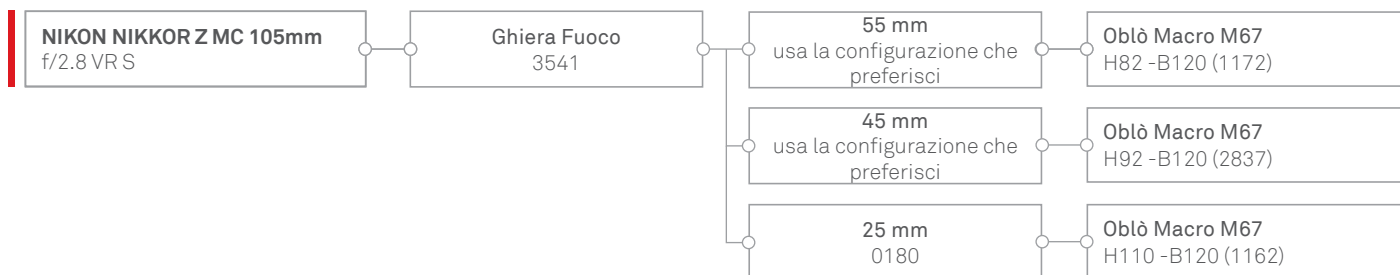 NIKON NIKKOR Z MC 105mm
f/2.8 VR S
Ghiera Fuoco
3541
55 mm
usa la configurazione che
preferisci
Oblò Macro M67
H82 -B120 (1172)
45 mm
usa la configurazione che
preferisci
Oblò Macro M67
H92 -B120 (2837)
25 mm
0180
Oblò Macro M67
H110 -B120 (1162)